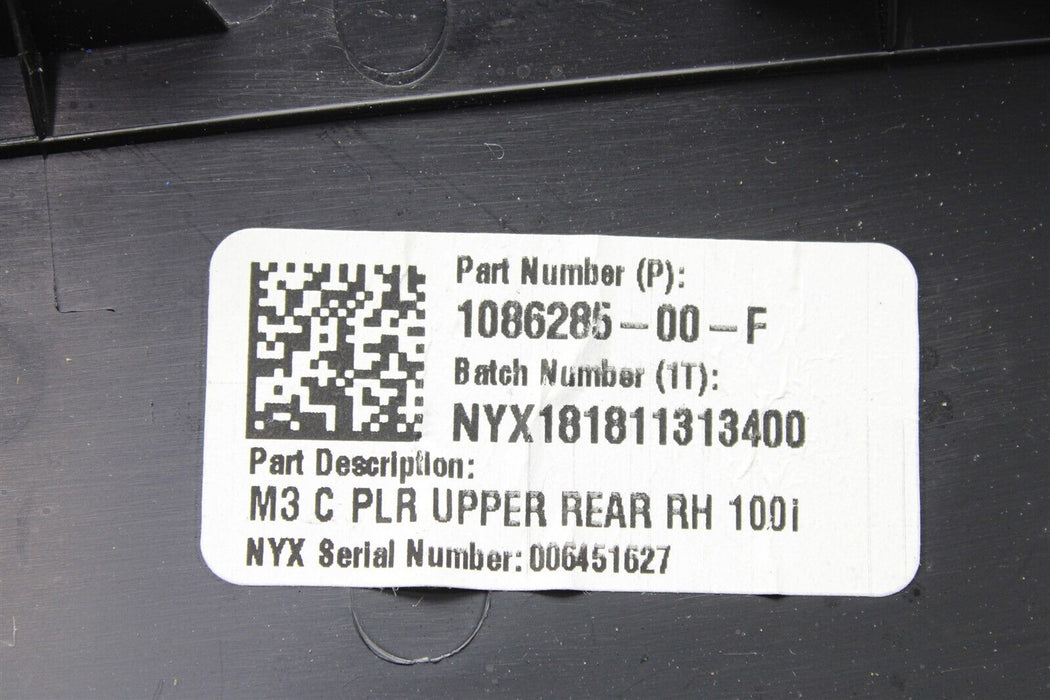 Part Number (P):
1086285-00-F
Batch Number (1T):
NYX181811313400
Part Description:
M3 C PLR UPPER REAR RH 100i
NYX Serial Number: 006451627